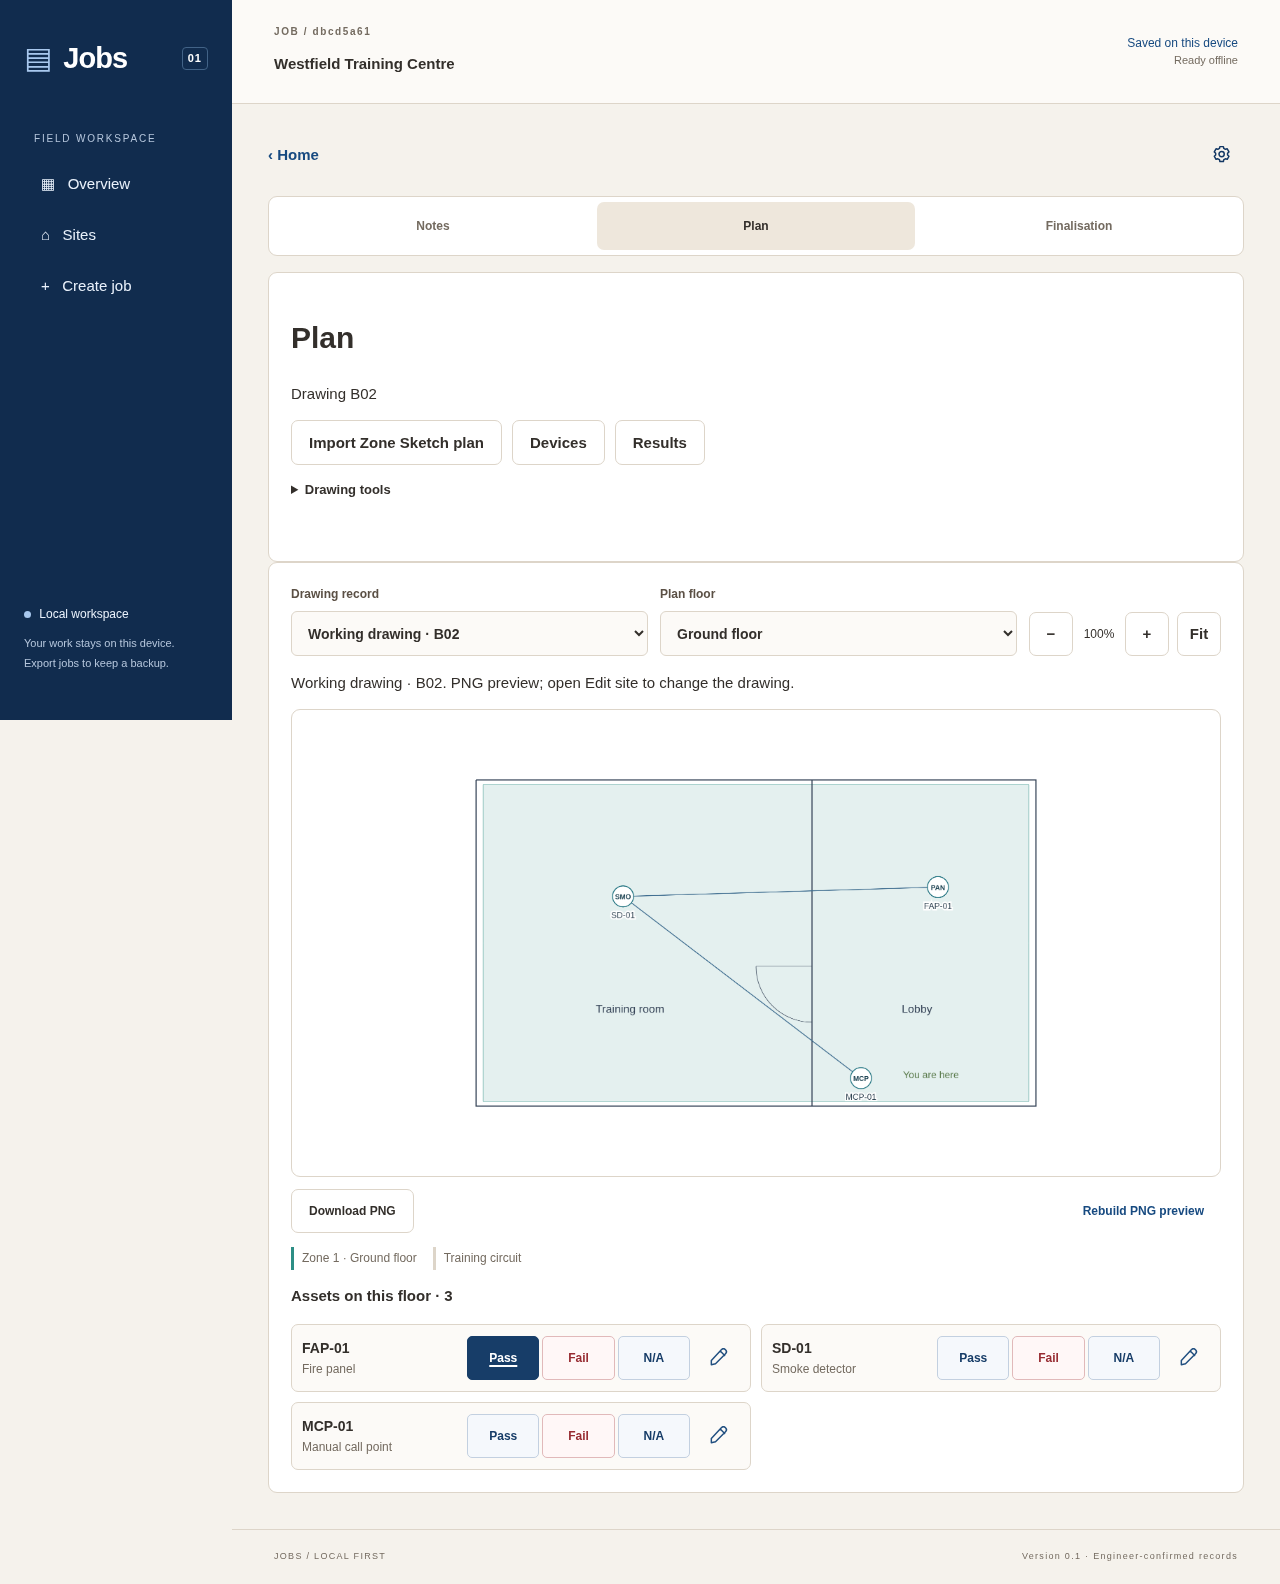 Jobs
01
FIELD WORKSPACE
Overview
Sites
+ Create job
Local workspace
Your work stays on this device.
Export jobs to keep a backup.
JOB / dbcd5a61
Westfield Training Centre
Saved on this device
Ready offline
‹ Home
Notes
Plan
Finalisation
Plan
Drawing B02
Import Zone Sketch plan
Devices
Results
Drawing tools
Drawing record
Plan floor
Working drawing · B02
Ground floor
−
100%
+
Fit
Working drawing · B02. PNG preview; open Edit site to change the drawing.
SMO
SD-01
PAN
FAP-01
Training room
Lobby
MCP
MCP-01
You are here
Download PNG
Rebuild PNG preview
Zone 1 · Ground floor
Training circuit
Assets on this floor · 3
FAP-01
Fire panel
Pass
Fail
N/A
SD-01
Smoke detector
Pass
Fail
N/A
MCP-01
Manual call point
Pass
Fail
N/A
JOBS / LOCAL FIRST
Version 0.1 · Engineer-confirmed records